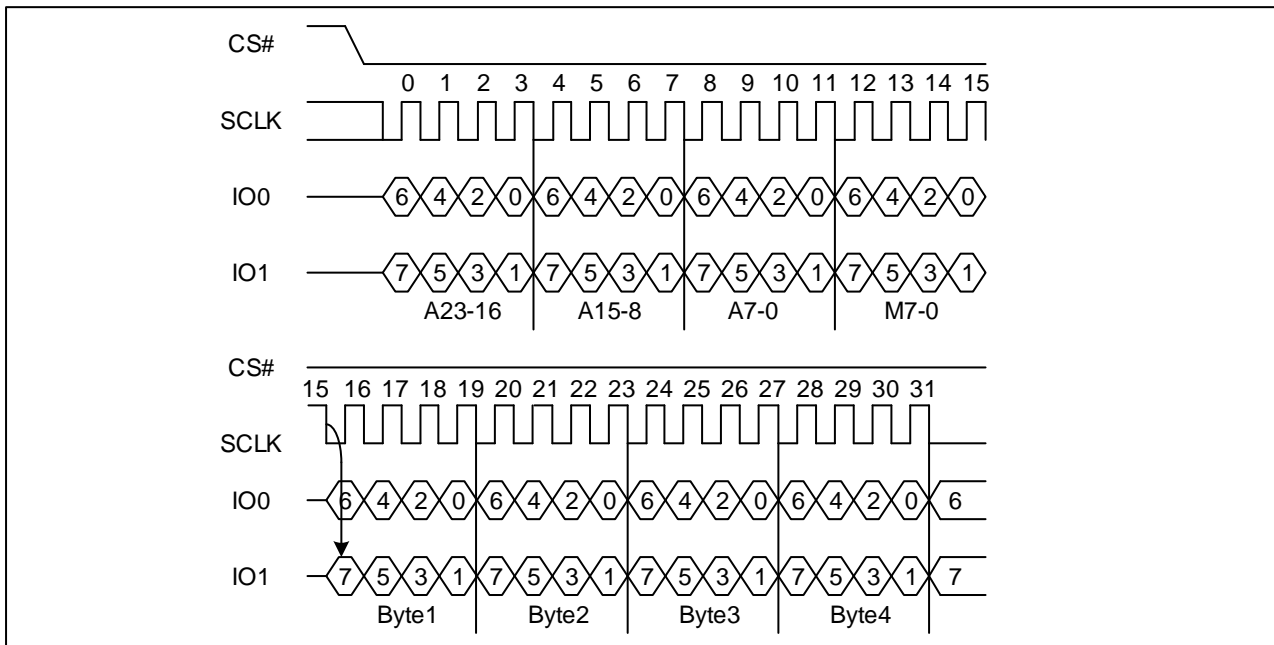 CS#
0 1 2 3 4 5 6 7 8 9 10 11 12 13 14 15
SCLK
IO0 6 4 2 0 6 4 2 0 6 4 2 0 6 4 2 0
IO1 7 5 3 1 7 5 3 1 7 5 3 1 7 5 3 1
A23-16 A15-8 A7-0 M7-0
CS#
15 16 17 18 19 20 21 22 23 24 25 26 27 28 29 30 31
SCLK
IO0 6 4 2 0 6 4 2 0 6 4 2 0 6 4 2 0 6
IO1 7 5 3 1 7 5 3 1 7 5 3 1 7 5 3 1 7
Byte1 Byte2 Byte3 Byte4